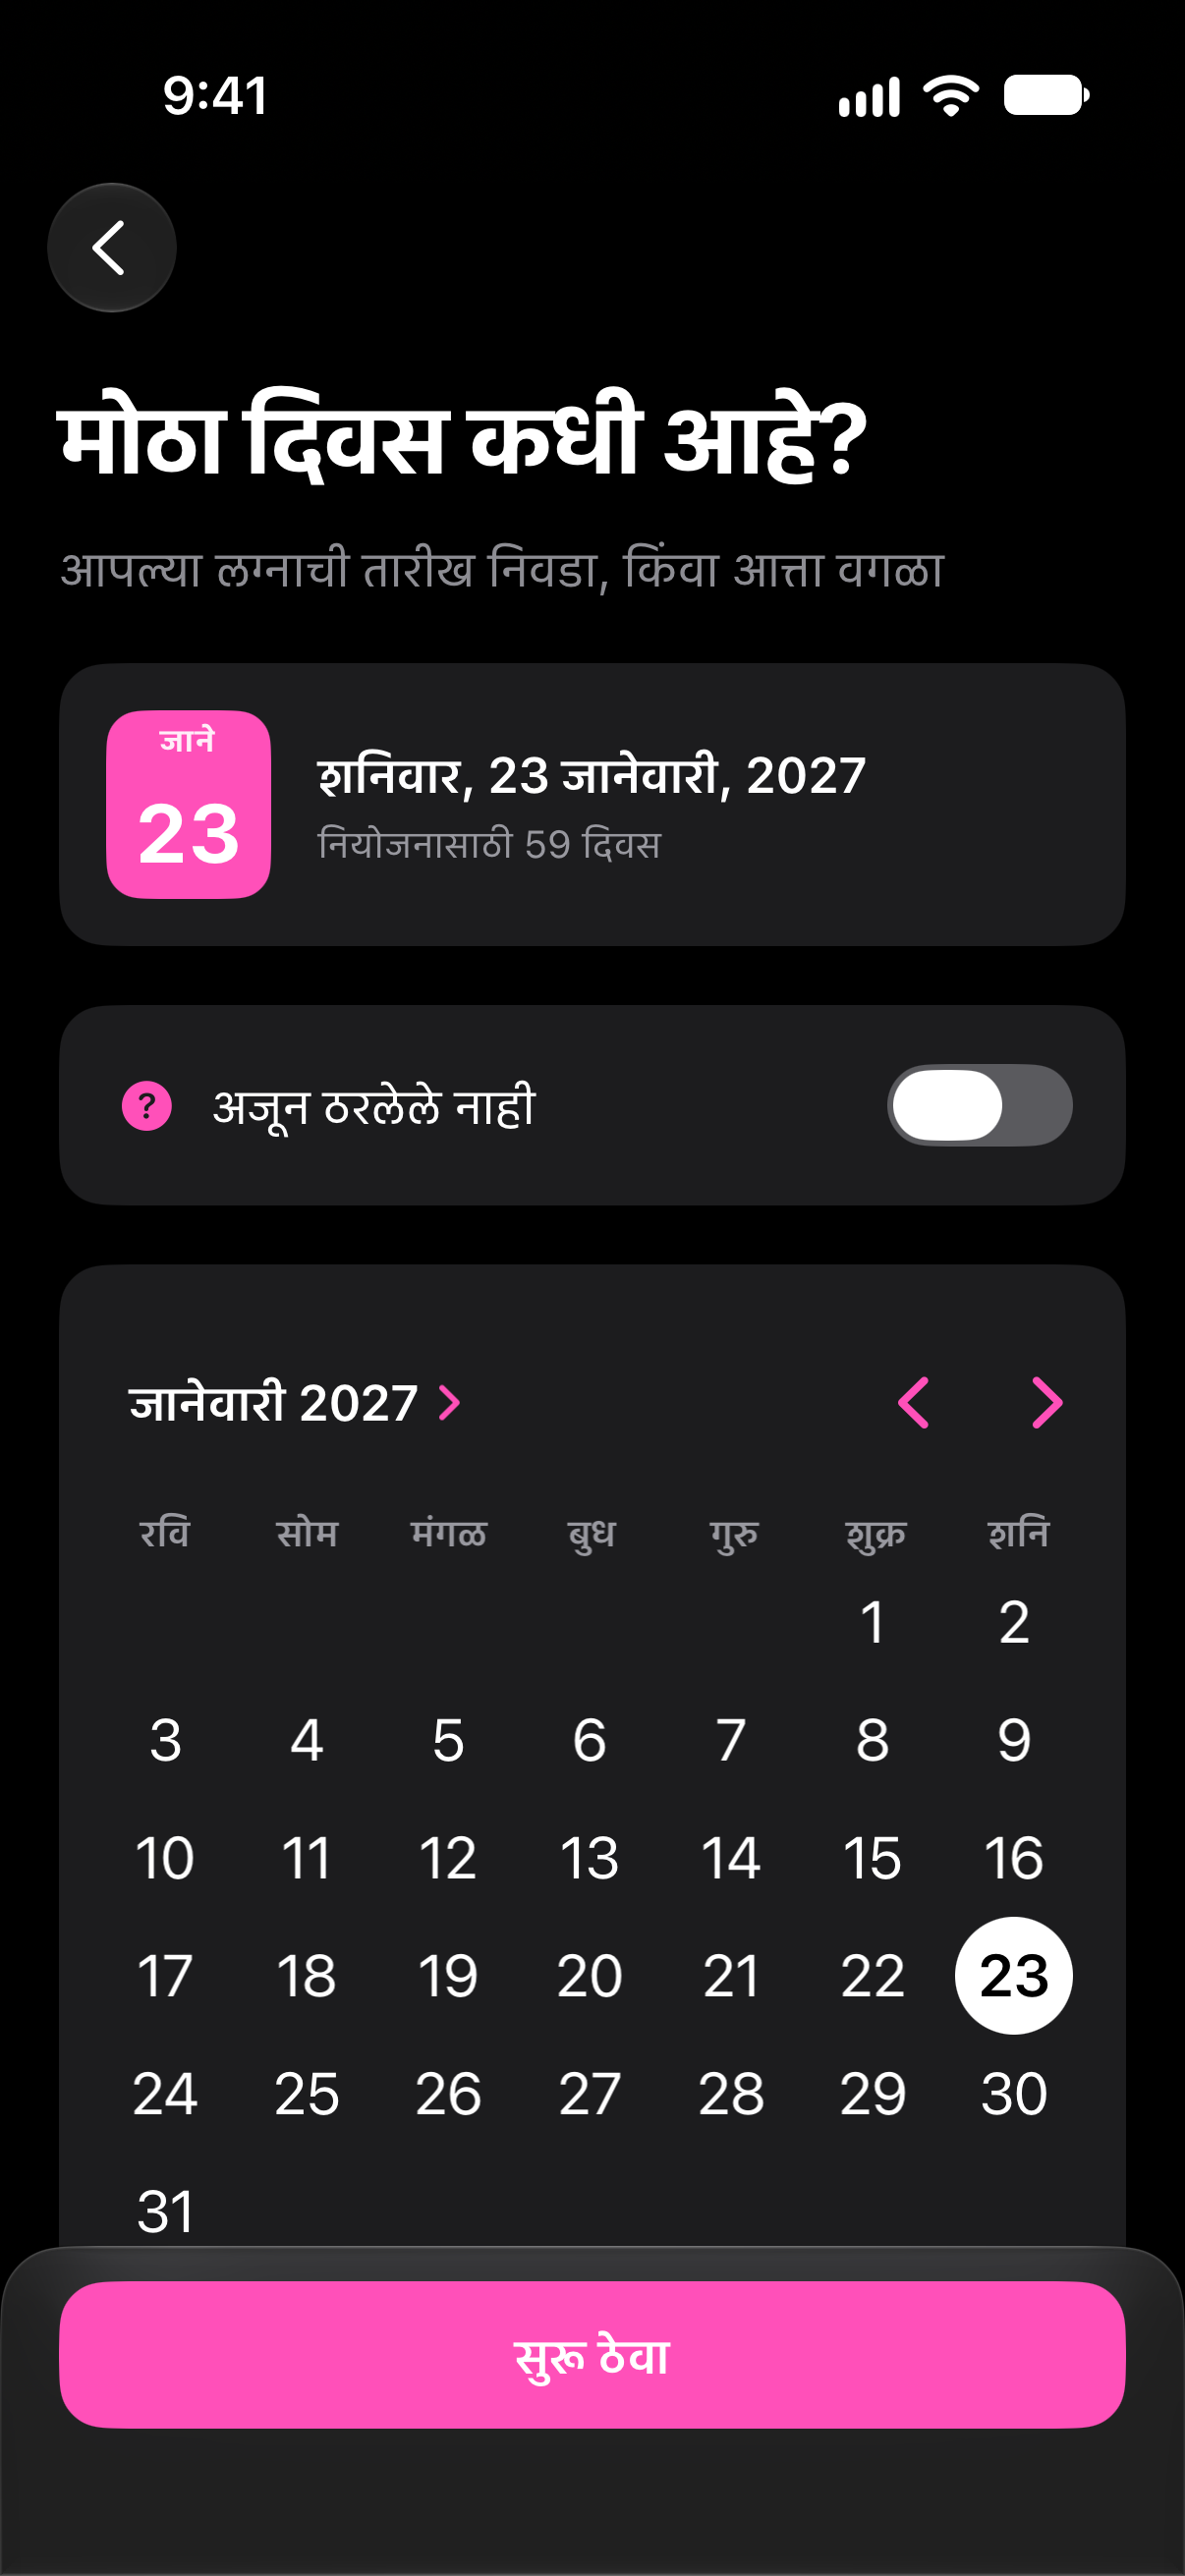 9:41
मोठा दिवस कधी आहे?
आपल्या लग्नाची तारीख निवडा, किंवा आत्ता वगळा
जाने
23
शनिवार, 23 जानेवारी, 2027
नियोजनासाठी 59 दिवस
? अजून ठरलेले नाही
जानेवारी 2027
रवि सोम मंगळ बुध गुरु शुक्र शनि
1 2
3 4 5 6 7 8 9
10 11 12 13 14 15 16
17 18 19 20 21 22 23
24 25 26 27 28 29 30
31
सुरू ठेवा